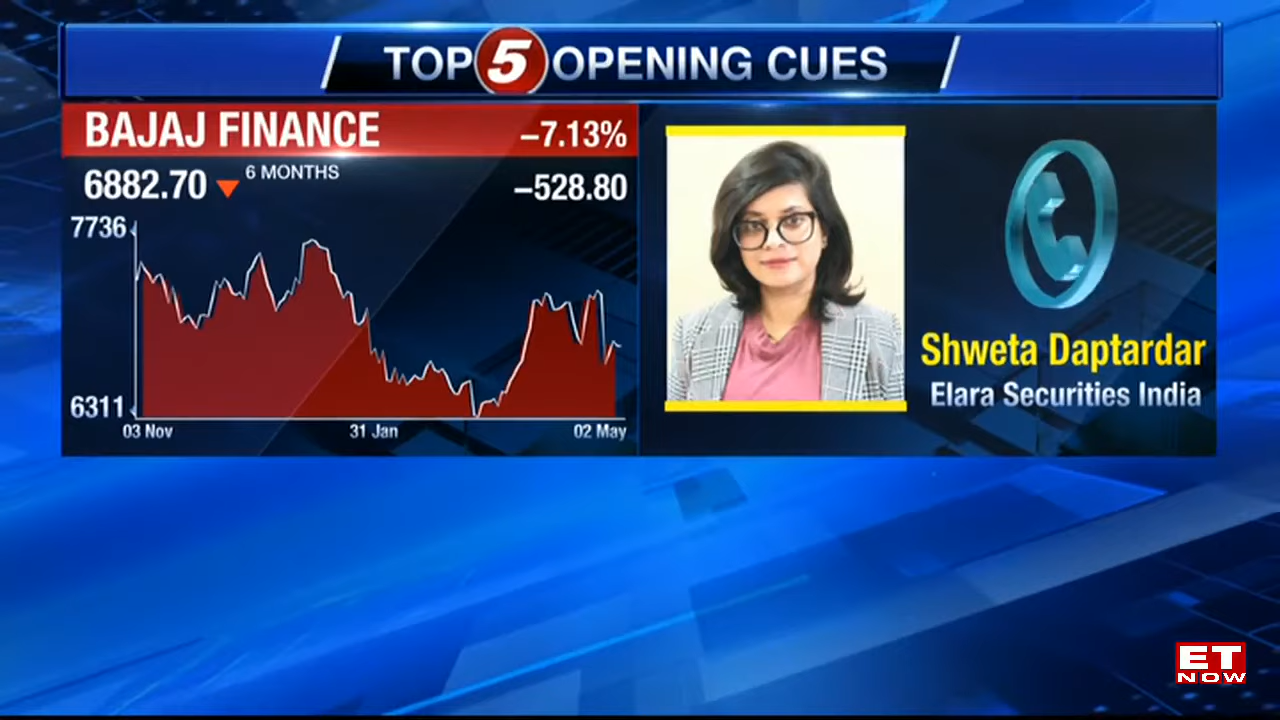 TOP 5 OPENING CUES
BAJAJ FINANCE -7.13%
6882.70 6 MONTHS -528.80
7736
6311
03 Nov 31 Jan 02 May
Shweta Daptardar
Elara Securities India
ET
NOW